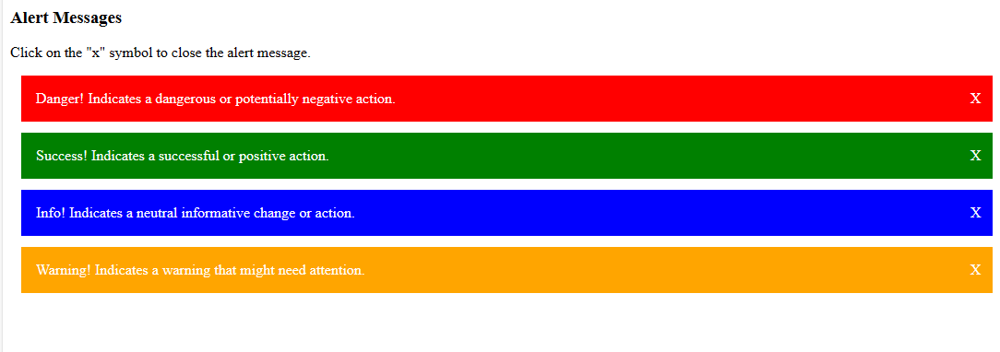 Alert Messages
Click on the "x" symbol to close the alert message.
Danger! Indicates a dangerous or potentially negative action. X
Success! Indicates a successful or positive action. X
Info! Indicates a neutral informative change or action. X
Warning! Indicates a warning that might need attention. X